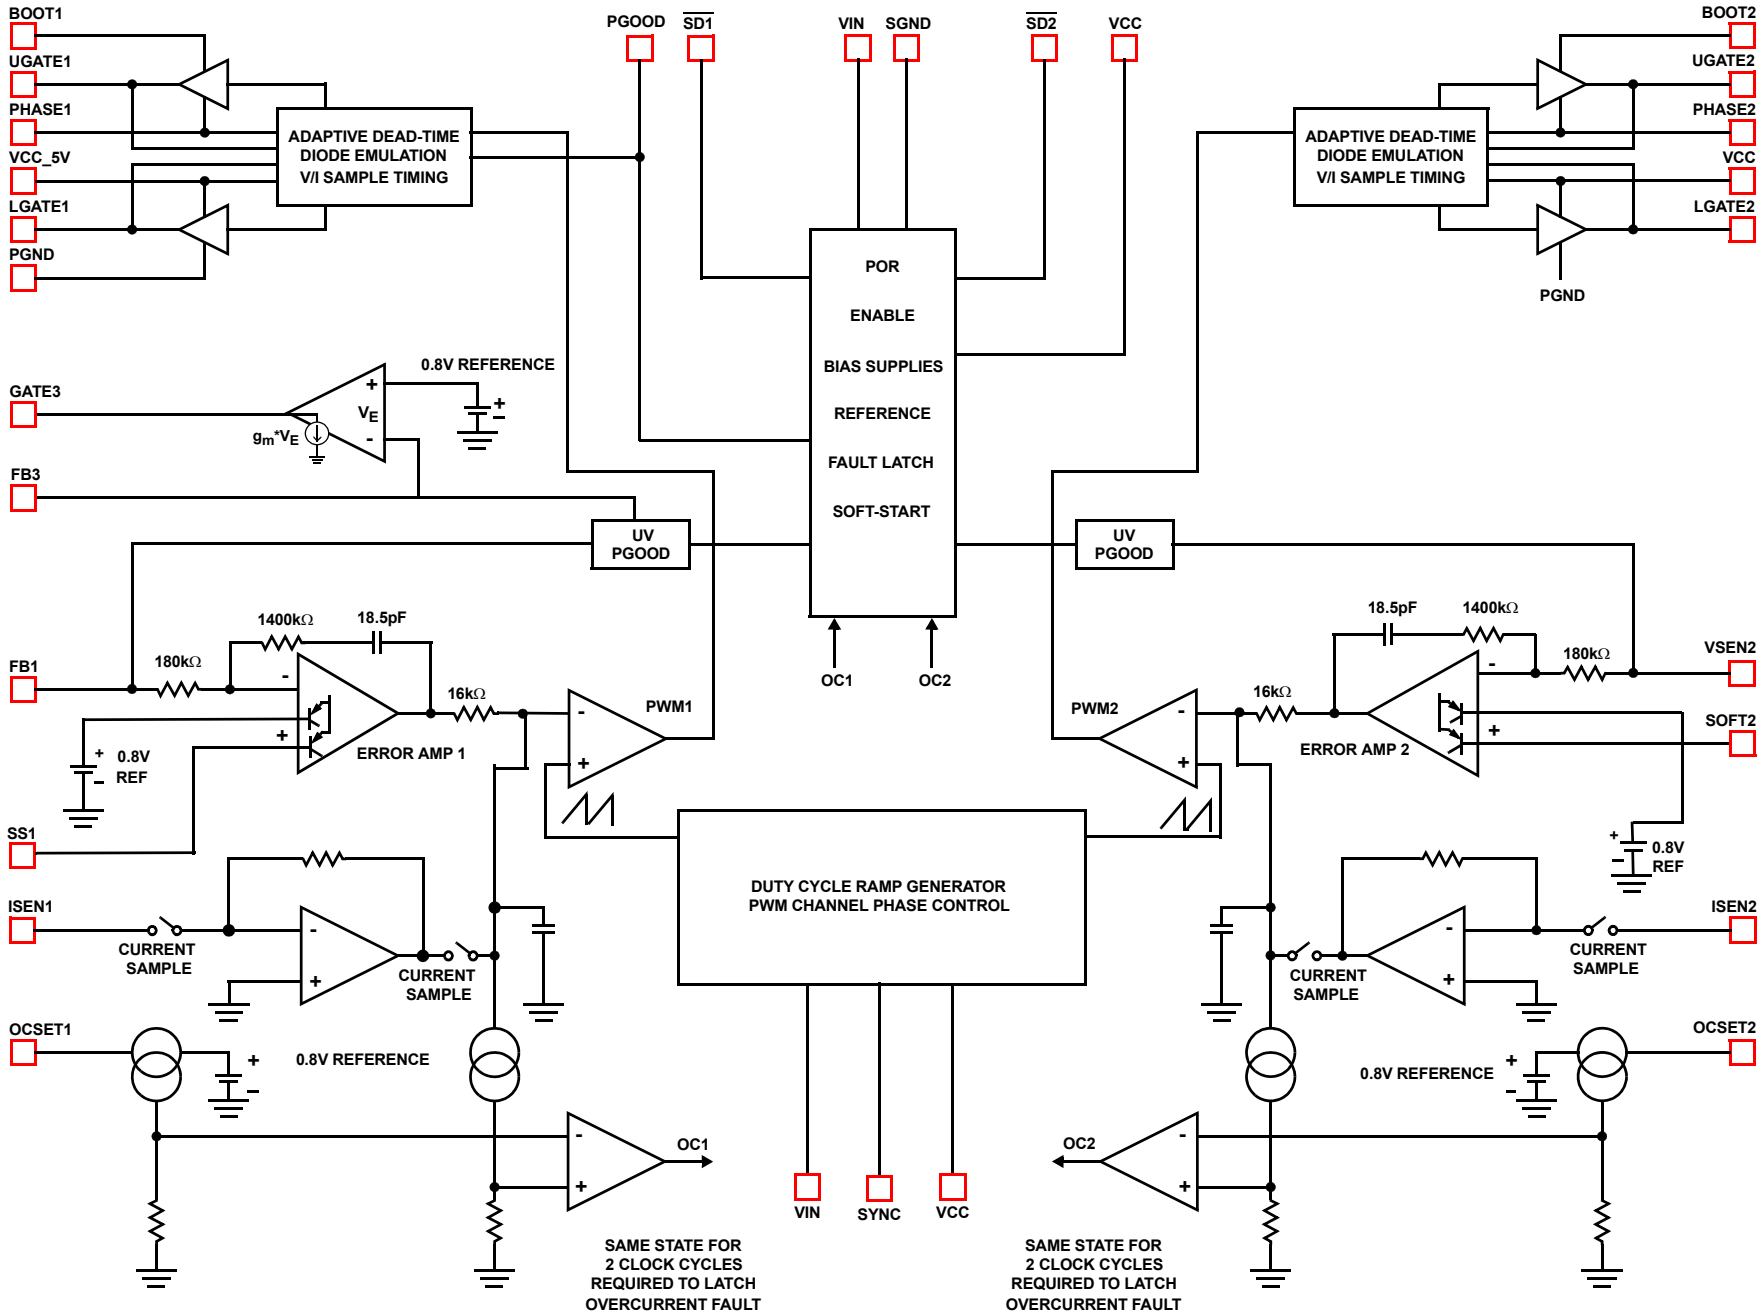 BOOT1
UGATE1
PHASE1
VCC_5V
LGATE1
PGND
ADAPTIVE DEAD-TIME
DIODE EMULATION
V/I SAMPLE TIMING
PGOOD
SD1
VIN
SGND
SD2
VCC
BOOT2
UGATE2
PHASE2
VCC
LGATE2
ADAPTIVE DEAD-TIME
DIODE EMULATION
V/I SAMPLE TIMING
PGND
POR
ENABLE
BIAS SUPPLIES
REFERENCE
FAULT LATCH
SOFT-START
OC1
OC2
GATE3
FB3
0.8V REFERENCE
+
VE
-
gm*VE
+
-
UV
PGOOD
UV
PGOOD
FB1
180kΩ
1400kΩ
18.5pF
-
+
ERROR AMP 1
16kΩ
-
+
PWM1
+
-
0.8V
REF
SS1
18.5pF
1400kΩ
180kΩ
VSEN2
-
+
SOFT2
ERROR AMP 2
16kΩ
-
+
PWM2
+
-
0.8V
REF
DUTY CYCLE RAMP GENERATOR
PWM CHANNEL PHASE CONTROL
VIN
SYNC
VCC
ISEN1
CURRENT
SAMPLE
-
+
CURRENT
SAMPLE
OCSET1
+
-
0.8V REFERENCE
-
+
OC1
SAME STATE FOR
2 CLOCK CYCLES
REQUIRED TO LATCH
OVERCURRENT FAULT
ISEN2
CURRENT
SAMPLE
-
+
CURRENT
SAMPLE
OCSET2
+
-
0.8V REFERENCE
-
+
OC2
SAME STATE FOR
2 CLOCK CYCLES
REQUIRED TO LATCH
OVERCURRENT FAULT